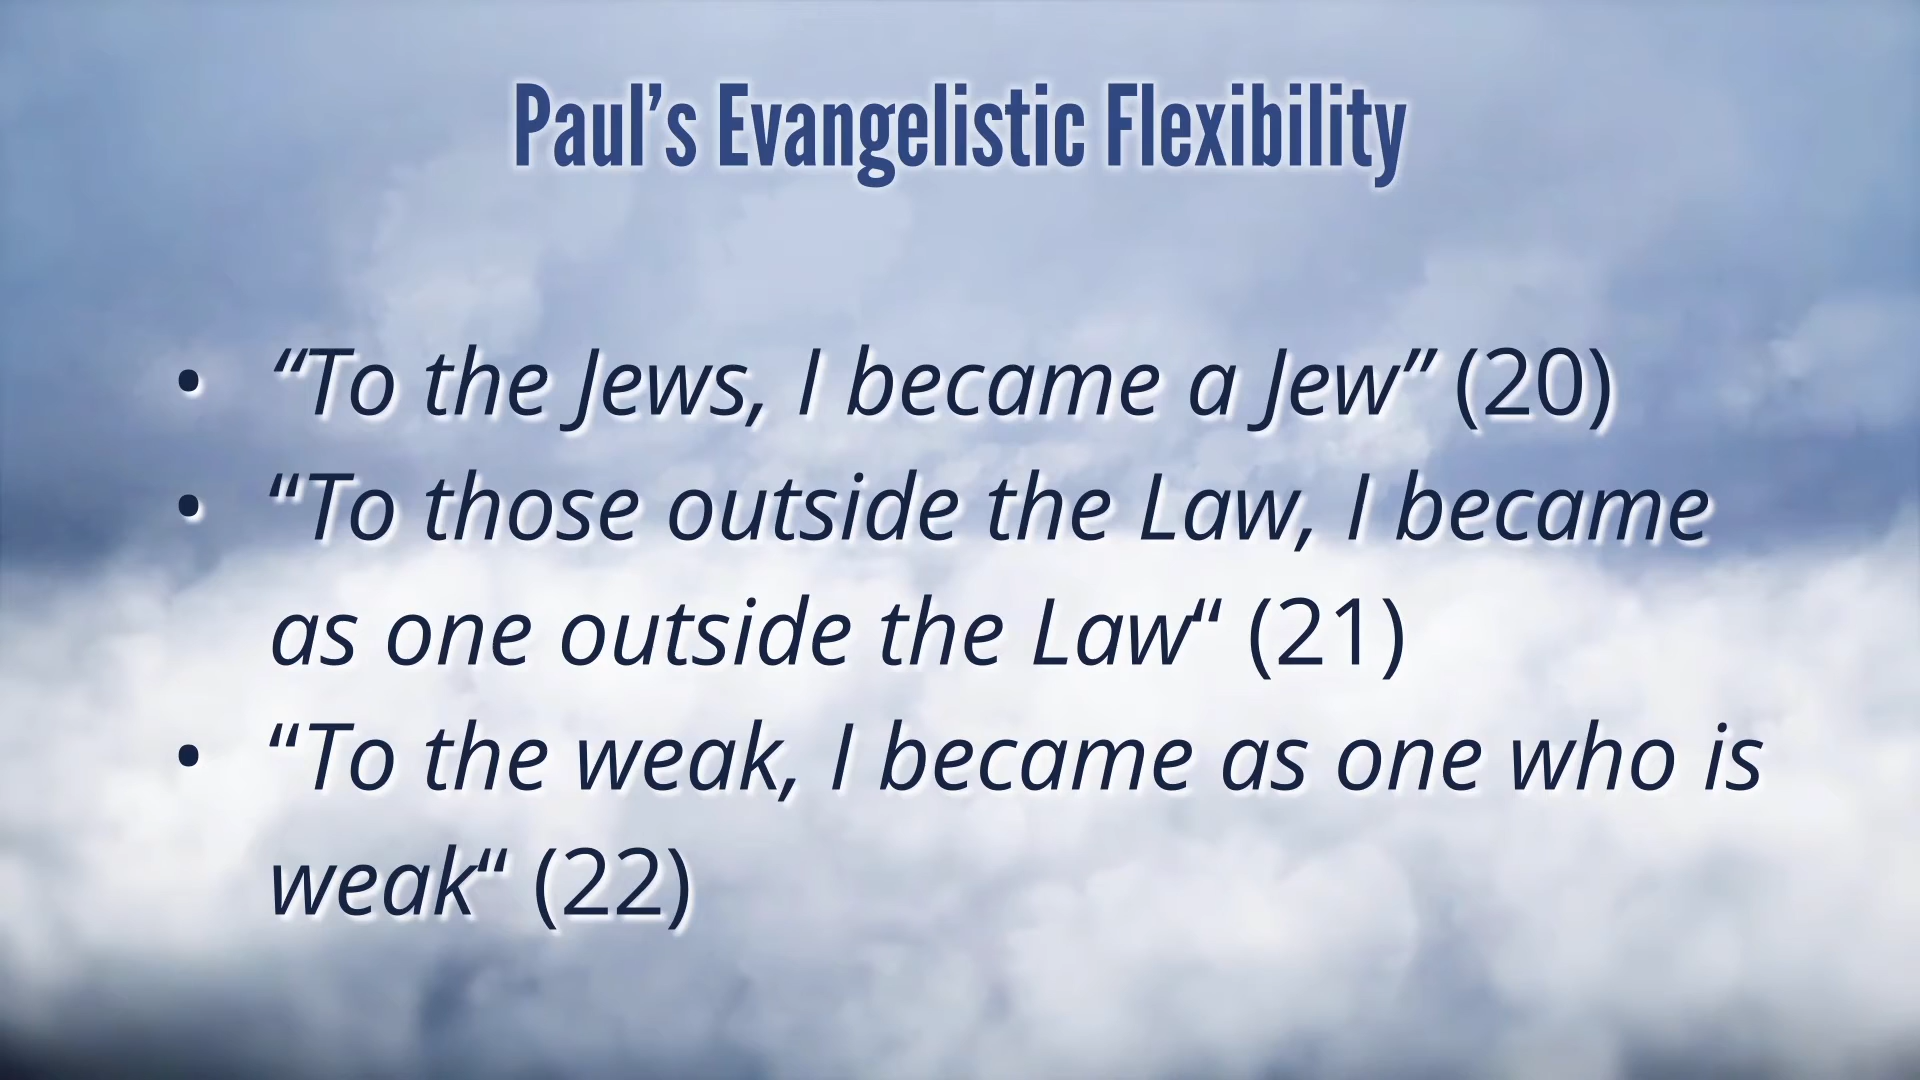 Paul’s Evangelistic Flexibility
• “To the Jews, I became a Jew” (20)
• “To those outside the Law, I became
as one outside the Law“ (21)
• “To the weak, I became as one who is
weak“ (22)